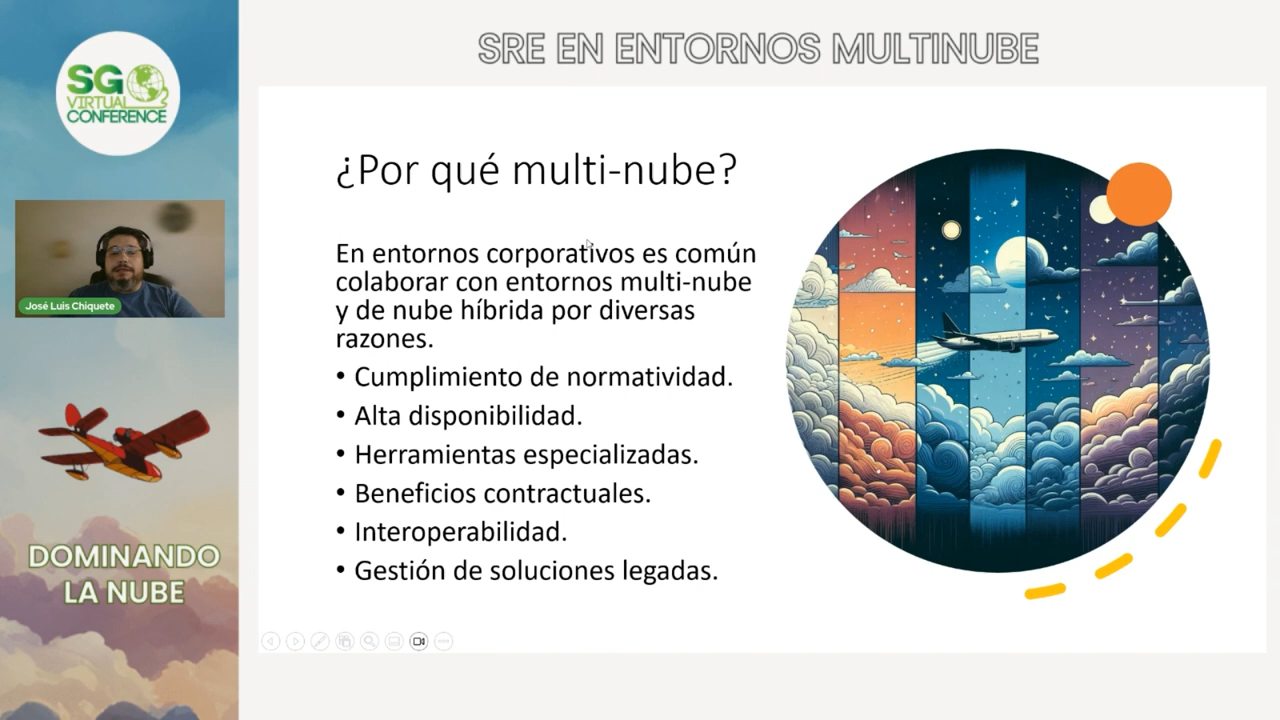 SRE EN ENTORNOS MULTINUBE
SG
VIRTUAL
CONFERENCE
José Luis Chiquete
DOMINANDO
LA NUBE
¿Por qué multi-nube?
En entornos corporativos es común
colaborar con entornos multi-nube
y de nube híbrida por diversas
razones.
• Cumplimiento de normatividad.
• Alta disponibilidad.
• Herramientas especializadas.
• Beneficios contractuales.
• Interoperabilidad.
• Gestión de soluciones legadas.